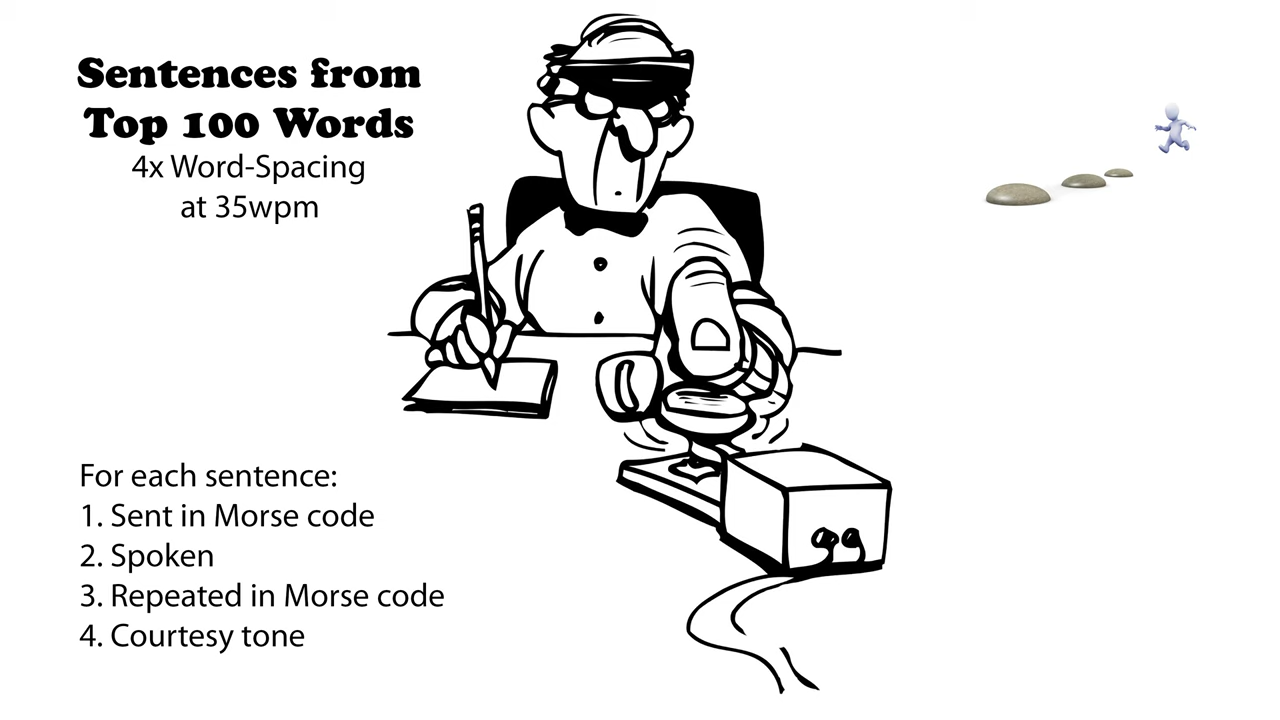 Sentences from
Top 100 Words
4x Word-Spacing
at 35wpm
For each sentence:
1. Sent in Morse code
2. Spoken
3. Repeated in Morse code
4. Courtesy tone